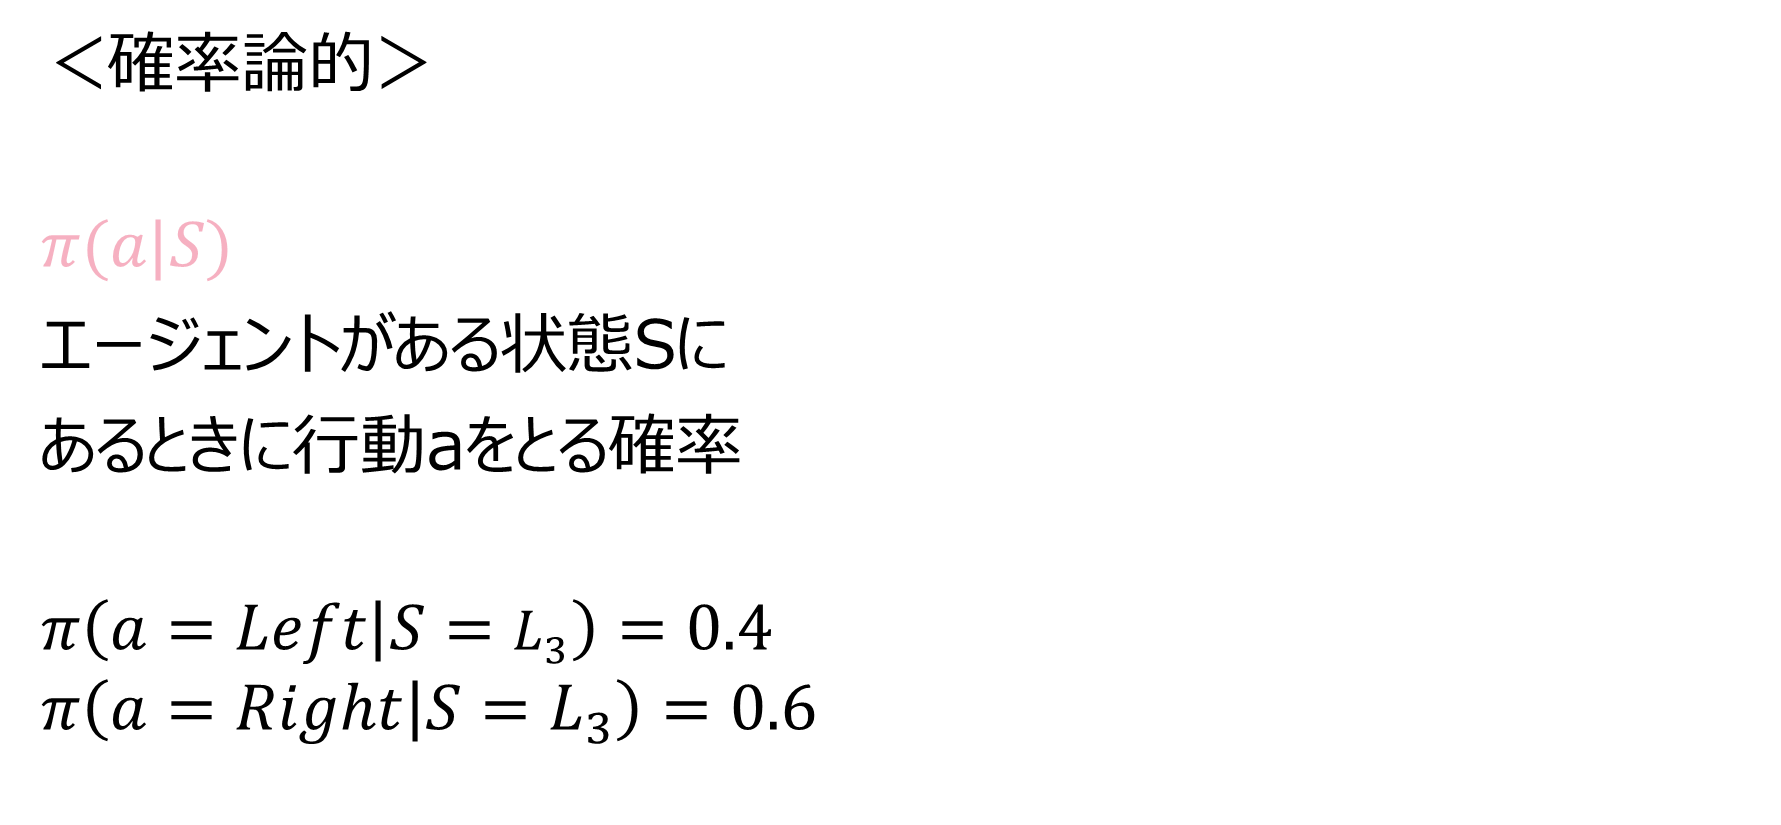 ＜確率論的＞
π(a|S)
エージェントがある状態Sに
あるときに行動aをとる確率
π(a = Left|S = L₃) = 0.4
π(a = Right|S = L₃) = 0.6